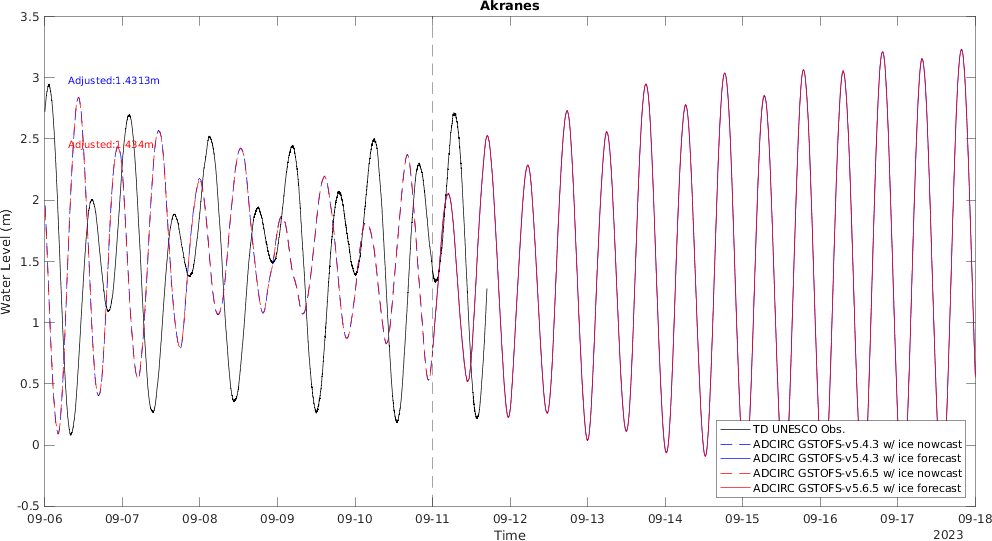 Akranes
3.5
3
2.5
2
1.5
1
0.5
0
-0.5
Water Level (m)
Adjusted:1.4313m
Adjusted:1.434m
TD UNESCO Obs.
ADCIRC GSTOFS-v5.4.3 w/ ice nowcast
ADCIRC GSTOFS-v5.4.3 w/ ice forecast
ADCIRC GSTOFS-v5.6.5 w/ ice nowcast
ADCIRC GSTOFS-v5.6.5 w/ ice forecast
09-06 09-07 09-08 09-09 09-10 09-11 09-12 09-13 09-14 09-15 09-16 09-17 09-18
Time
2023